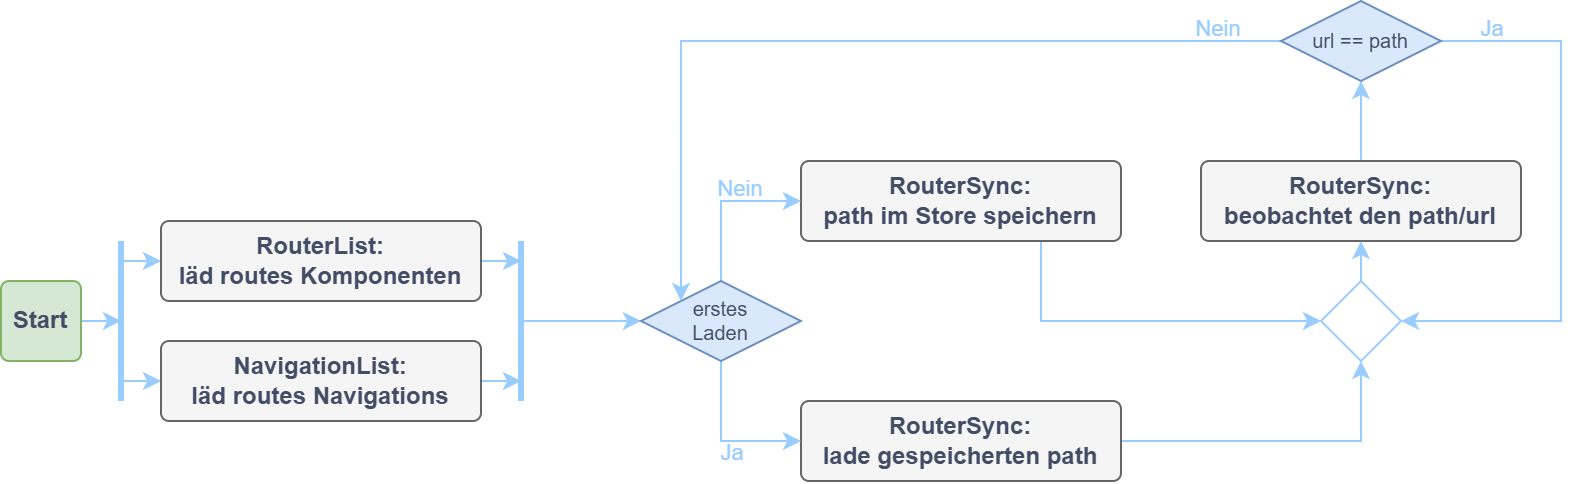 Start
RouterList:
läd routes Komponenten
NavigationList:
läd routes Navigations
erstes
Laden
Nein
RouterSync:
path im Store speichern
Ja
RouterSync:
lade gespeicherten path
RouterSync:
beobachtet den path/url
url == path
Nein
Ja